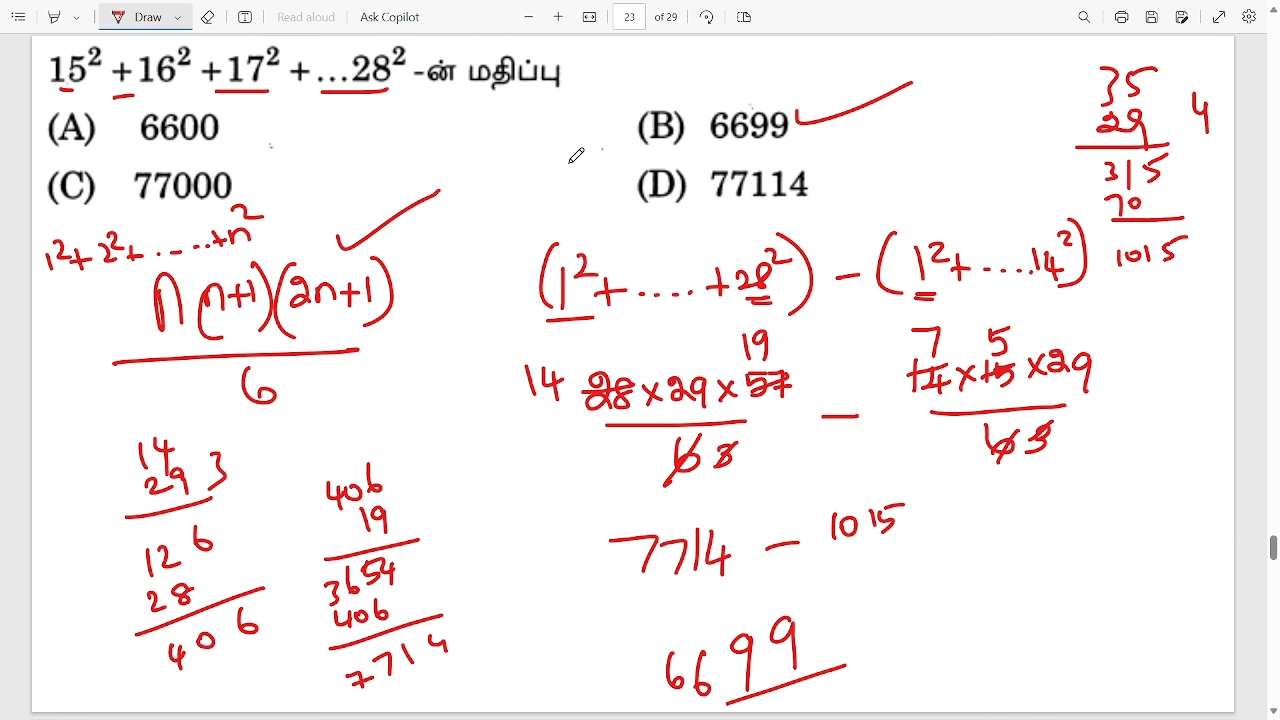 Draw
Read aloud
Ask Copilot
23
of 29
15² + 16² + 17² + ...28² -ன் மதிப்பு
(A) 6600
(B) 6699
(C) 77000
(D) 77114
35
29 4
315
70
1015
1² + 2² + ..... + n²
n(n+1)(2n+1)
6
(1² + ..... + 28²) − (1² + .....14²)
19 7 5
14 28 × 29 × 57 − 14 × 15 × 29
6 3 6 3
14
29 3
126
28
406
406
19
3654
406
7714
7714 − 1015
6699